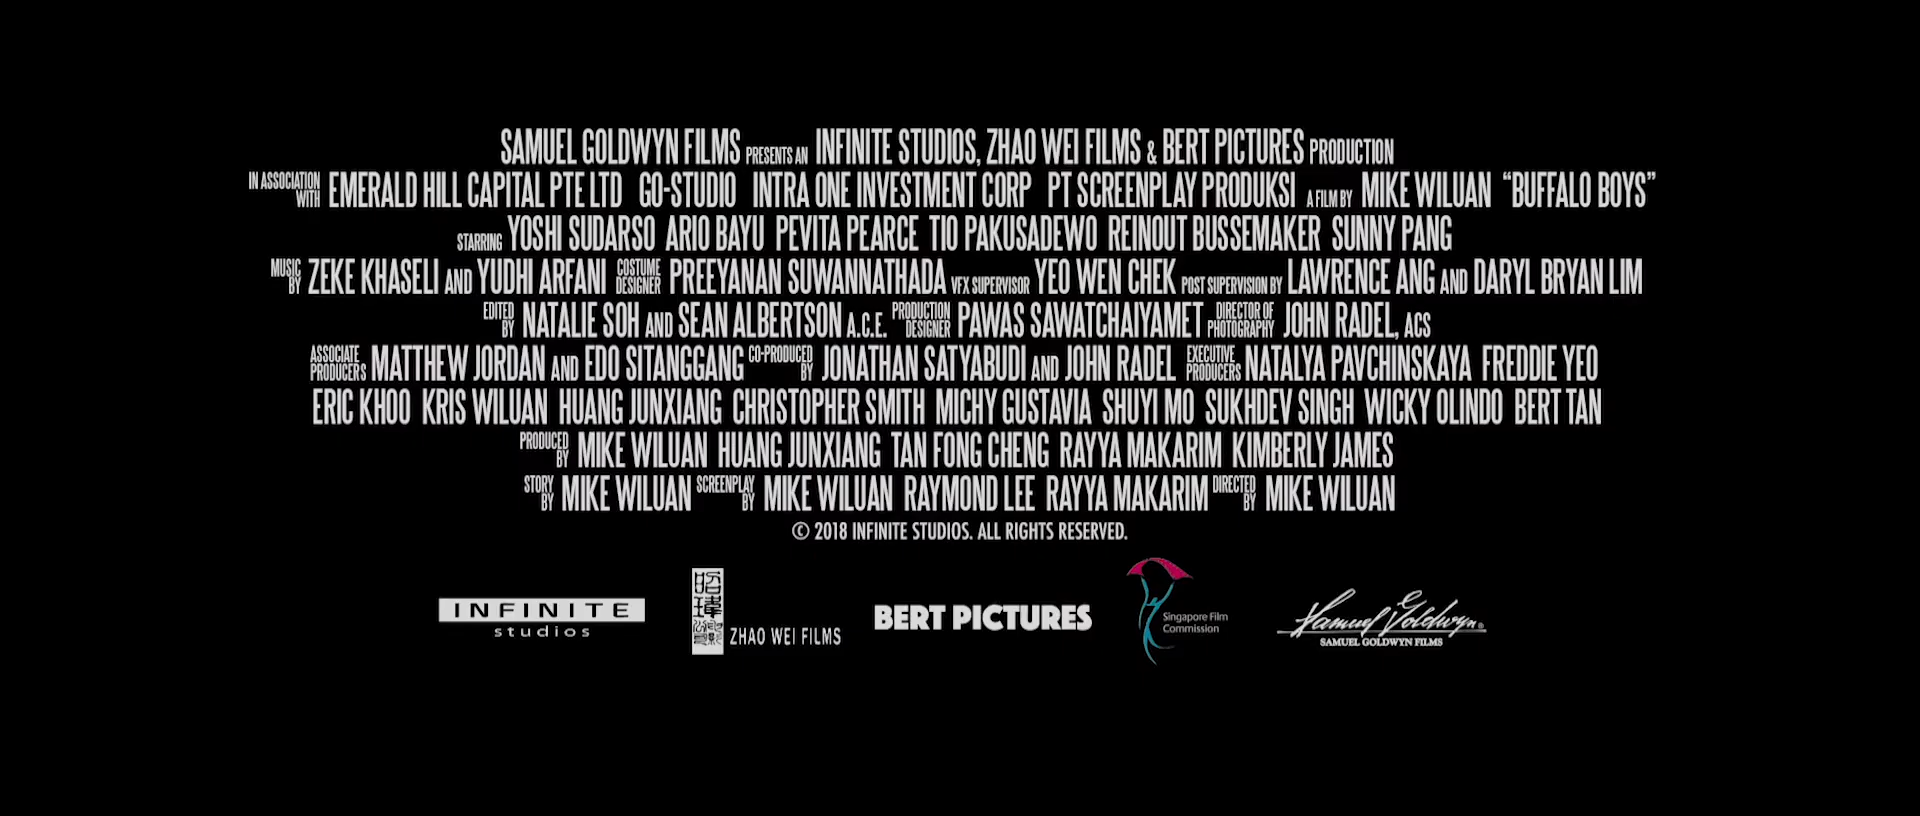 SAMUEL GOLDWYN FILMS PRESENTS AN INFINITE STUDIOS, ZHAO WEI FILMS & BERT PICTURES PRODUCTION
IN ASSOCIATION WITH EMERALD HILL CAPITAL PTE LTD GO-STUDIO INTRA ONE INVESTMENT CORP PT SCREENPLAY PRODUKSI A FILM BY MIKE WILUAN “BUFFALO BOYS”
STARRING YOSHI SUDARSO ARIO BAYU PEVITA PEARCE TIO PAKUSADEWO REINOUT BUSSEMAKER SUNNY PANG
MUSIC BY ZEKE KHASELI AND YUDHI ARFANI COSTUME DESIGNER PREEYANAN SUWANNATHADA VFX SUPERVISOR YEO WEN CHEK POST SUPERVISION BY LAWRENCE ANG AND DARYL BRYAN LIM
EDITED BY NATALIE SOH AND SEAN ALBERTSON A.C.E. PRODUCTION DESIGNER PAWAS SAWATCHAIYAMET DIRECTOR OF PHOTOGRAPHY JOHN RADEL, ACS
ASSOCIATE PRODUCERS MATTHEW JORDAN AND EDO SITANGGANG CO-PRODUCED BY JONATHAN SATYABUDI AND JOHN RADEL EXECUTIVE PRODUCERS NATALYA PAVCHINSKAYA FREDDIE YEO
ERIC KHOO KRIS WILUAN HUANG JUNXIANG CHRISTOPHER SMITH MICHY GUSTAVIA SHUYI MO SUKHDEV SINGH WICKY OLINDO BERT TAN
PRODUCED BY MIKE WILUAN HUANG JUNXIANG TAN FONG CHENG RAYYA MAKARIM KIMBERLY JAMES
STORY BY MIKE WILUAN SCREENPLAY BY MIKE WILUAN RAYMOND LEE RAYYA MAKARIM DIRECTED BY MIKE WILUAN
© 2018 INFINITE STUDIOS. ALL RIGHTS RESERVED.
INFINITE
studios
ZHAO WEI FILMS
BERT PICTURES
Singapore Film
Commission
Samuel Goldwyn®
SAMUEL GOLDWYN FILMS